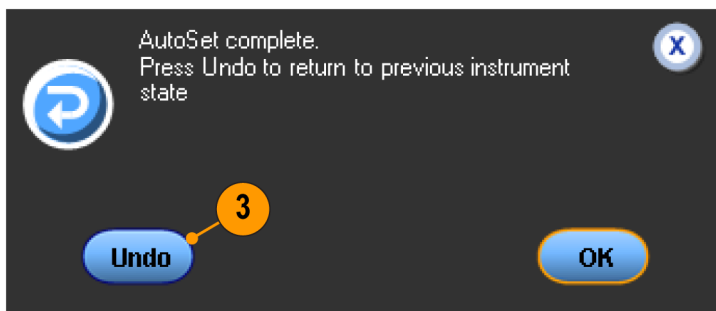 AutoSet complete.
Press Undo to return to previous instrument
state
X
3
Undo
OK